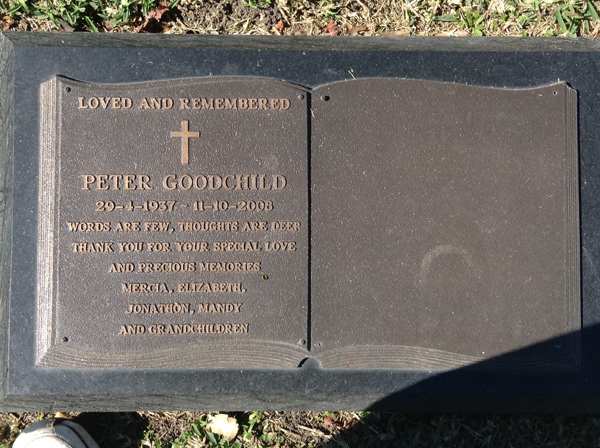 LOVED AND REMEMBERED
PETER GOODCHILD
29-4-1937 - 11-10-2008
WORDS ARE FEW, THOUGHTS ARE DEEP
THANK YOU FOR YOUR SPECIAL LOVE
AND PRECIOUS MEMORIES
MERCIA, ELIZABETH,
JONATHON, MANDY
AND GRANDCHILDREN